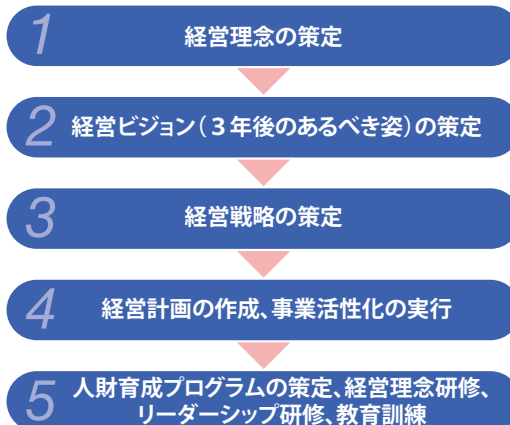 1 経営理念の策定
2 経営ビジョン(3年後のあるべき姿)の策定
3 経営戦略の策定
4 経営計画の作成、事業活性化の実行
5 人財育成プログラムの策定、経営理念研修、
リーダーシップ研修、教育訓練